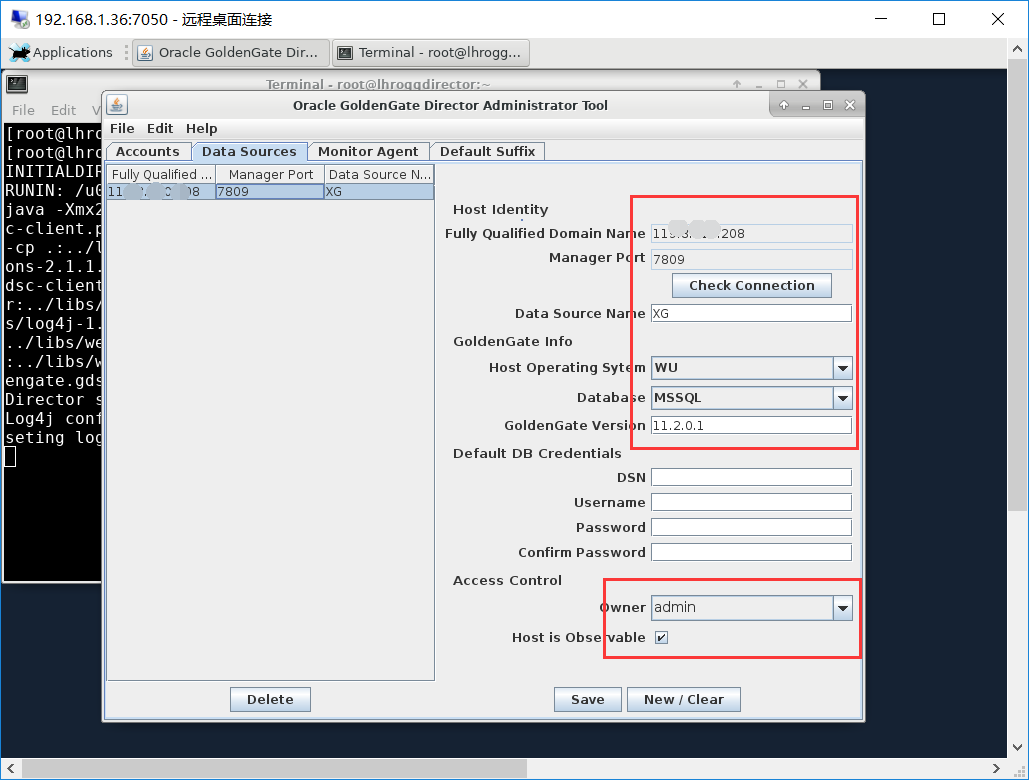 192.168.1.36:7050 - 远程桌面连接
Applications
Oracle GoldenGate Dir...
Terminal - root@lhrogg...
Terminal - root@lhroggdirector:~
File Edit V
Oracle GoldenGate Director Administrator Tool
File Edit Help
Accounts Data Sources Monitor Agent Default Suffix
Fully Qualified ... Manager Port Data Source N...
7809 XG
[root@lhro
[root@lhro
INITIALDIR
RUNIN: /u0
java -Xmx2
c-client.p
-cp .:../l
ons-2.1.1.
dsc-client
r:../libs/
s/log4j-1.
../libs/we
:../libs/w
engate.gds
Director s
Log4j conf
seting log
Host Identity
Fully Qualified Domain Name
Manager Port 7809
Check Connection
Data Source Name XG
GoldenGate Info
Host Operating Sytem WU
Database MSSQL
GoldenGate Version 11.2.0.1
Default DB Credentials
DSN
Username
Password
Confirm Password
Access Control
Owner admin
Host is Observable
Delete
Save
New / Clear